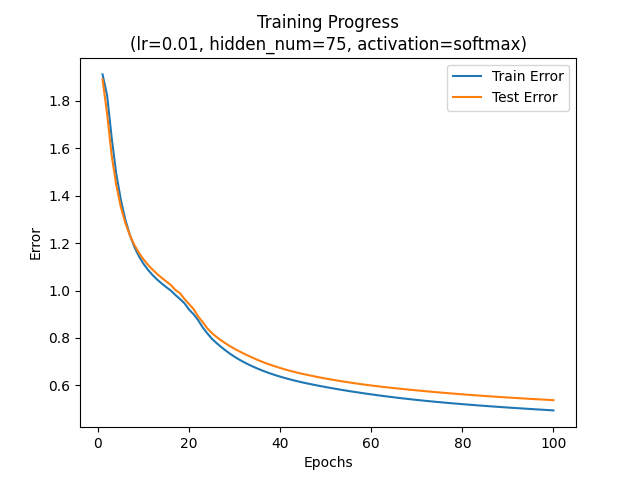 Training Progress
(lr=0.01, hidden_num=75, activation=softmax)
Train Error
Test Error
1.8
1.6
1.4
1.2
1.0
0.8
0.6
Error
0 20 40 60 80 100
Epochs